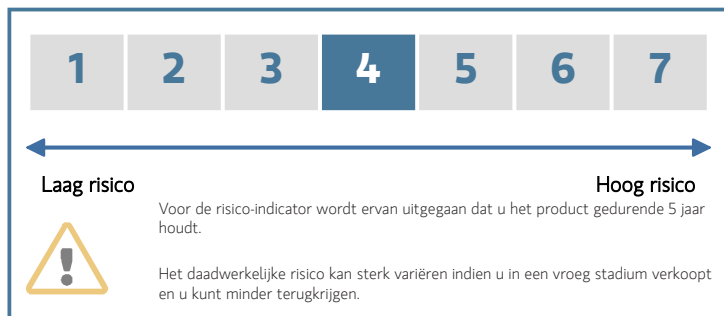 1 2 3 4 5 6 7
Laag risico Hoog risico
Voor de risico-indicator wordt ervan uitgegaan dat u het product gedurende 5 jaar
houdt.
Het daadwerkelijke risico kan sterk variëren indien u in een vroeg stadium verkoopt
en u kunt minder terugkrijgen.